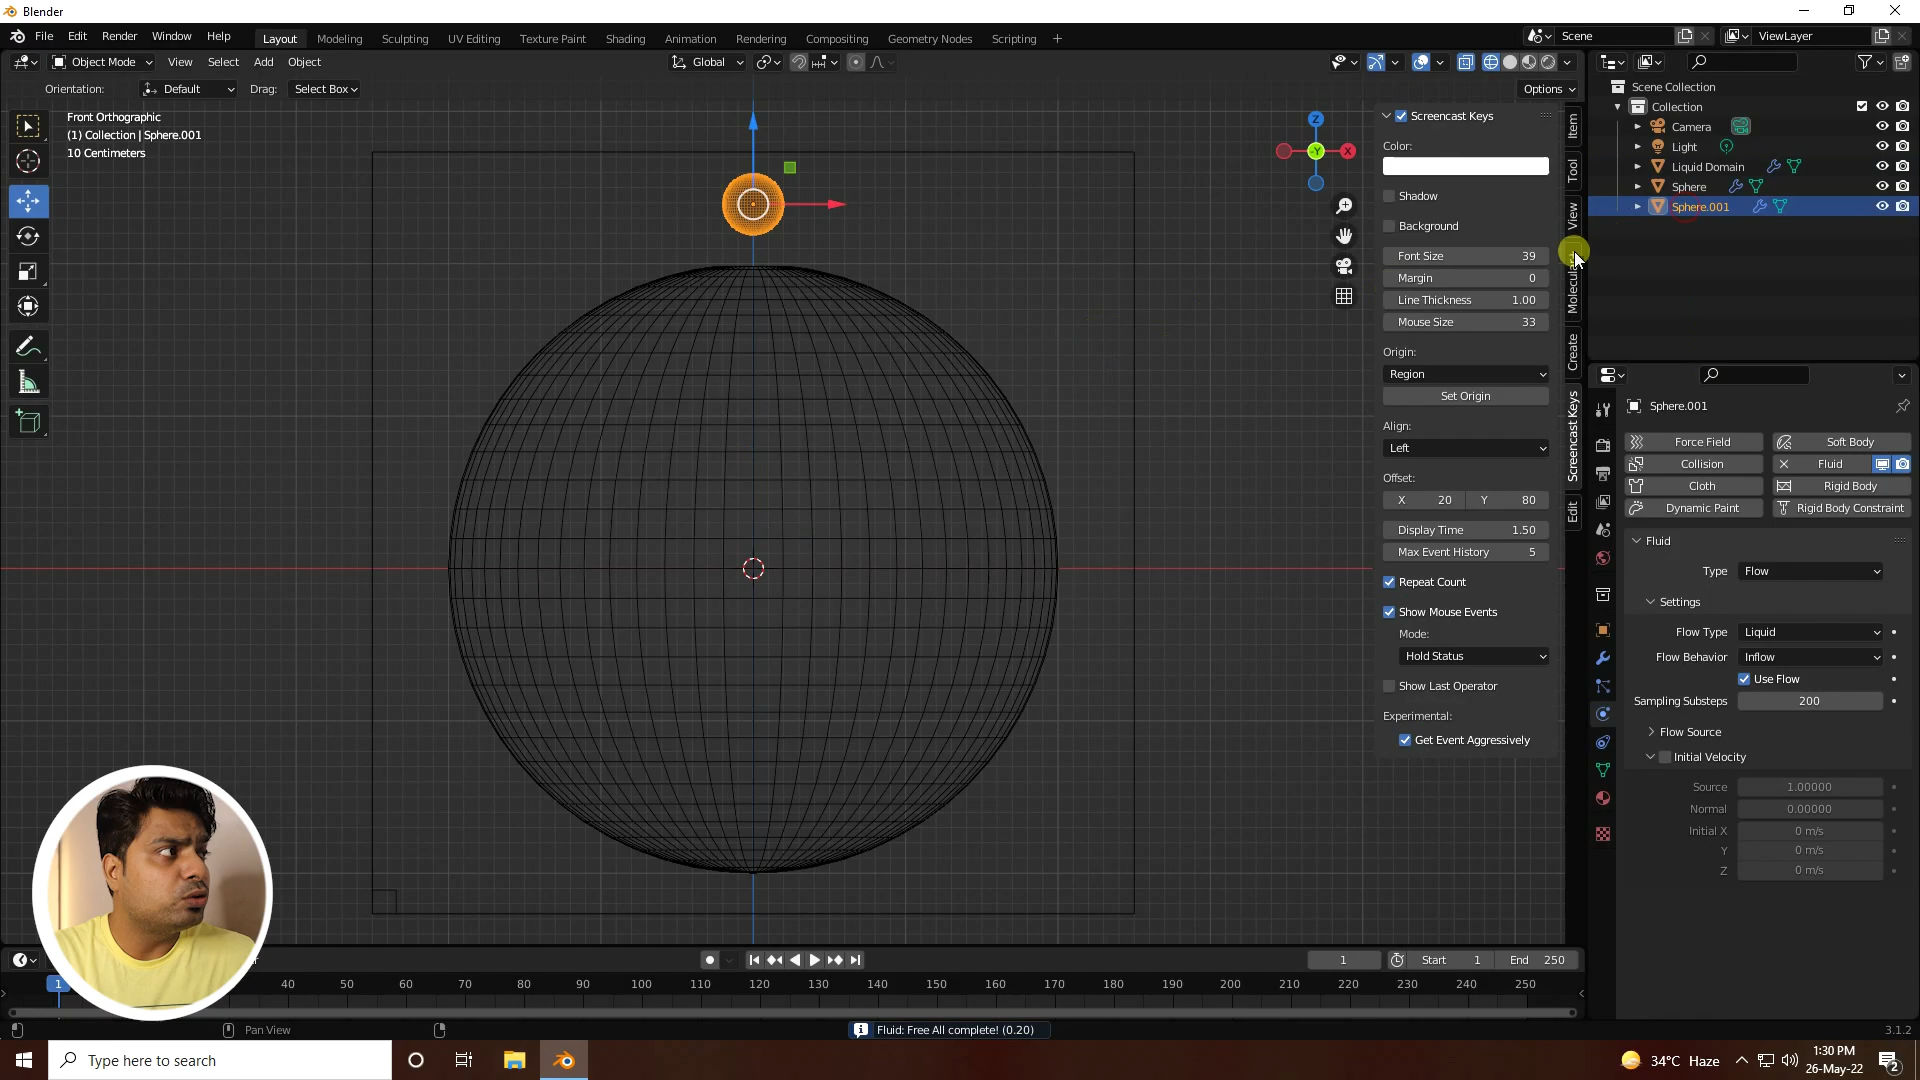 Blender
File Edit Render Window Help
Layout Modeling Sculpting UV Editing Texture Paint Shading Animation Rendering Compositing Geometry Nodes Scripting +
Scene
ViewLayer
Object Mode View Select Add Object
Global
Orientation: Default Drag: Select Box
Options
Front Orthographic
(1) Collection | Sphere.001
10 Centimeters
Z
X
-Y
Screencast Keys
Color:
Shadow
Background
Font Size 39
Margin 0
Line Thickness 1.00
Mouse Size 33
Origin:
Region
Set Origin
Align:
Left
Offset:
X 20 Y 80
Display Time 1.50
Max Event History 5
Repeat Count
Show Mouse Events
Mode:
Hold Status
Show Last Operator
Experimental:
Get Event Aggressively
Item
Tool
View
Create
Screencast Keys
Edit
Scene Collection
Collection
Camera
Light
Liquid Domain
Sphere
Sphere.001
Sphere.001
Force Field Soft Body
Collision Fluid
Cloth Rigid Body
Dynamic Paint Rigid Body Constraint
Fluid
Type Flow
Settings
Flow Type Liquid
Flow Behavior Inflow
Use Flow
Sampling Substeps 200
Flow Source
Initial Velocity
Source 1.00000
Normal 0.00000
Initial X 0 m/s
Y 0 m/s
Z 0 m/s
1 Start 1 End 250
1 40 50 60 70 80 90 100 110 120 130 140 150 160 170 180 190 200 210 220 230 240 250
Pan View
Fluid: Free All complete! (0.20)
3.1.2
Type here to search
34°C Haze
1:30 PM
26-May-22
2